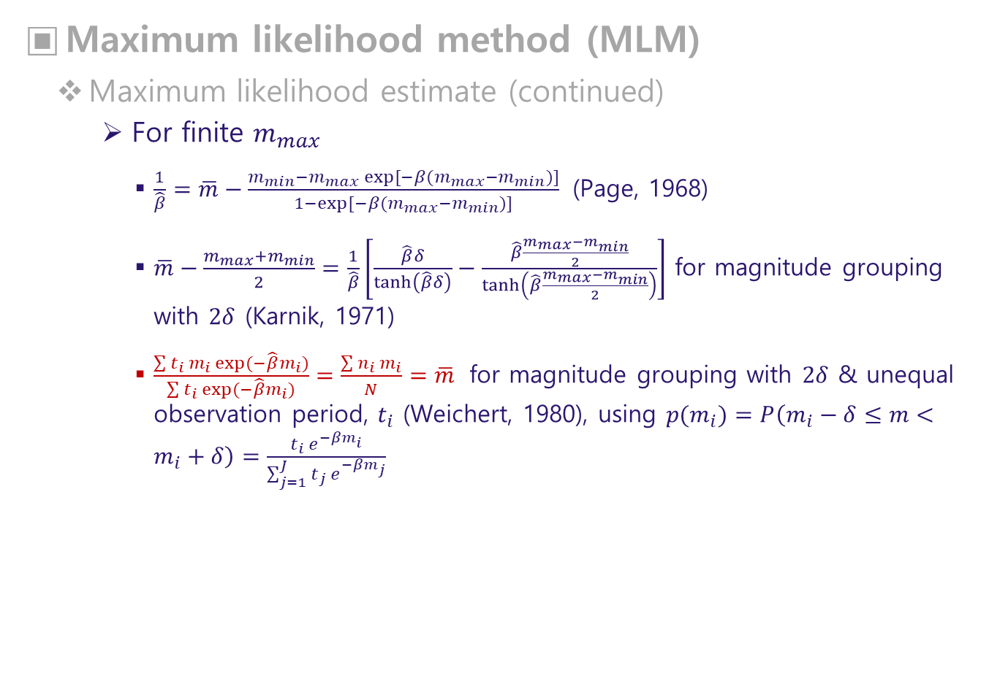 ▣ Maximum likelihood method (MLM)
❖ Maximum likelihood estimate (continued)
➢ For finite $m_{max}$
▪ $\frac{1}{\hat{\beta}} = \overline{m} - \frac{m_{min}-m_{max}\exp[-\beta(m_{max}-m_{min})]}{1-\exp[-\beta(m_{max}-m_{min})]}$ (Page, 1968)
▪ $\overline{m} - \frac{m_{max}+m_{min}}{2} = \frac{1}{\hat{\beta}}\left[\frac{\hat{\beta}\delta}{\tanh(\hat{\beta}\delta)} - \frac{\hat{\beta}\frac{m_{max}-m_{min}}{2}}{\tanh\left(\hat{\beta}\frac{m_{max}-m_{min}}{2}\right)}\right]$ for magnitude grouping
with $2\delta$ (Karnik, 1971)
▪ $\frac{\sum t_i m_i \exp(-\hat{\beta}m_i)}{\sum t_i \exp(-\hat{\beta}m_i)} = \frac{\sum n_i m_i}{N} = \overline{m}$ for magnitude grouping with $2\delta$ & unequal
observation period, $t_i$ (Weichert, 1980), using $p(m_i) = P(m_i - \delta \leq m <$
$m_i + \delta) = \frac{t_i e^{-\beta m_i}}{\sum_{j=1}^{J} t_j e^{-\beta m_j}}$